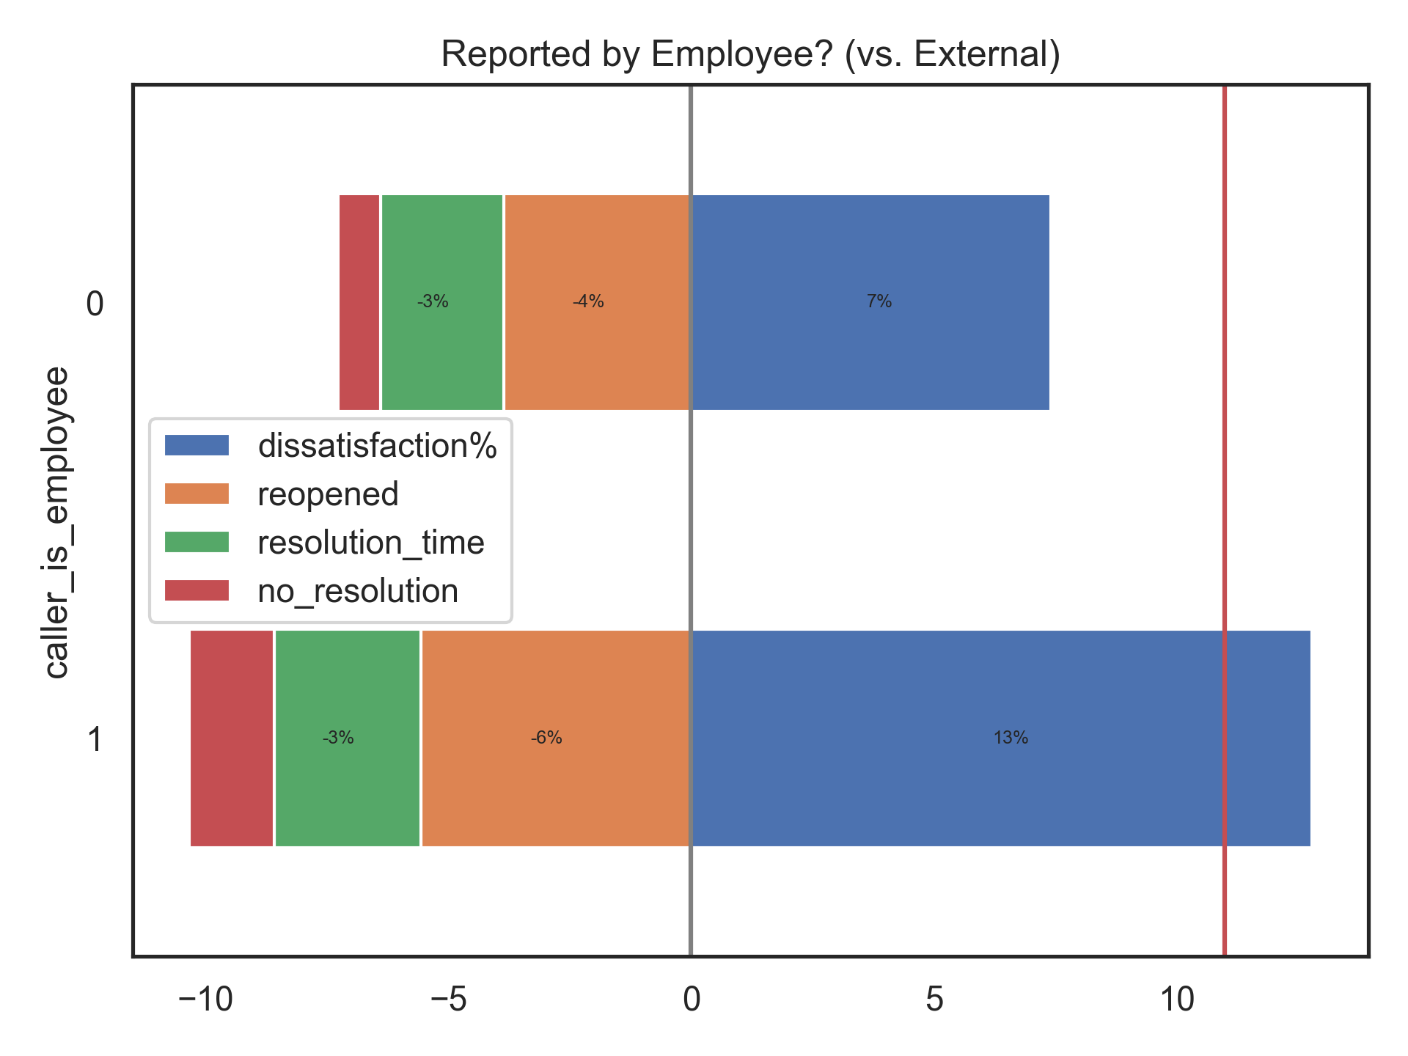 Reported by Employee? (vs. External)
caller_is_employee
0
-3%
-4%
7%
dissatisfaction%
reopened
resolution_time
no_resolution
1
-3%
-6%
13%
−10
−5
0
5
10